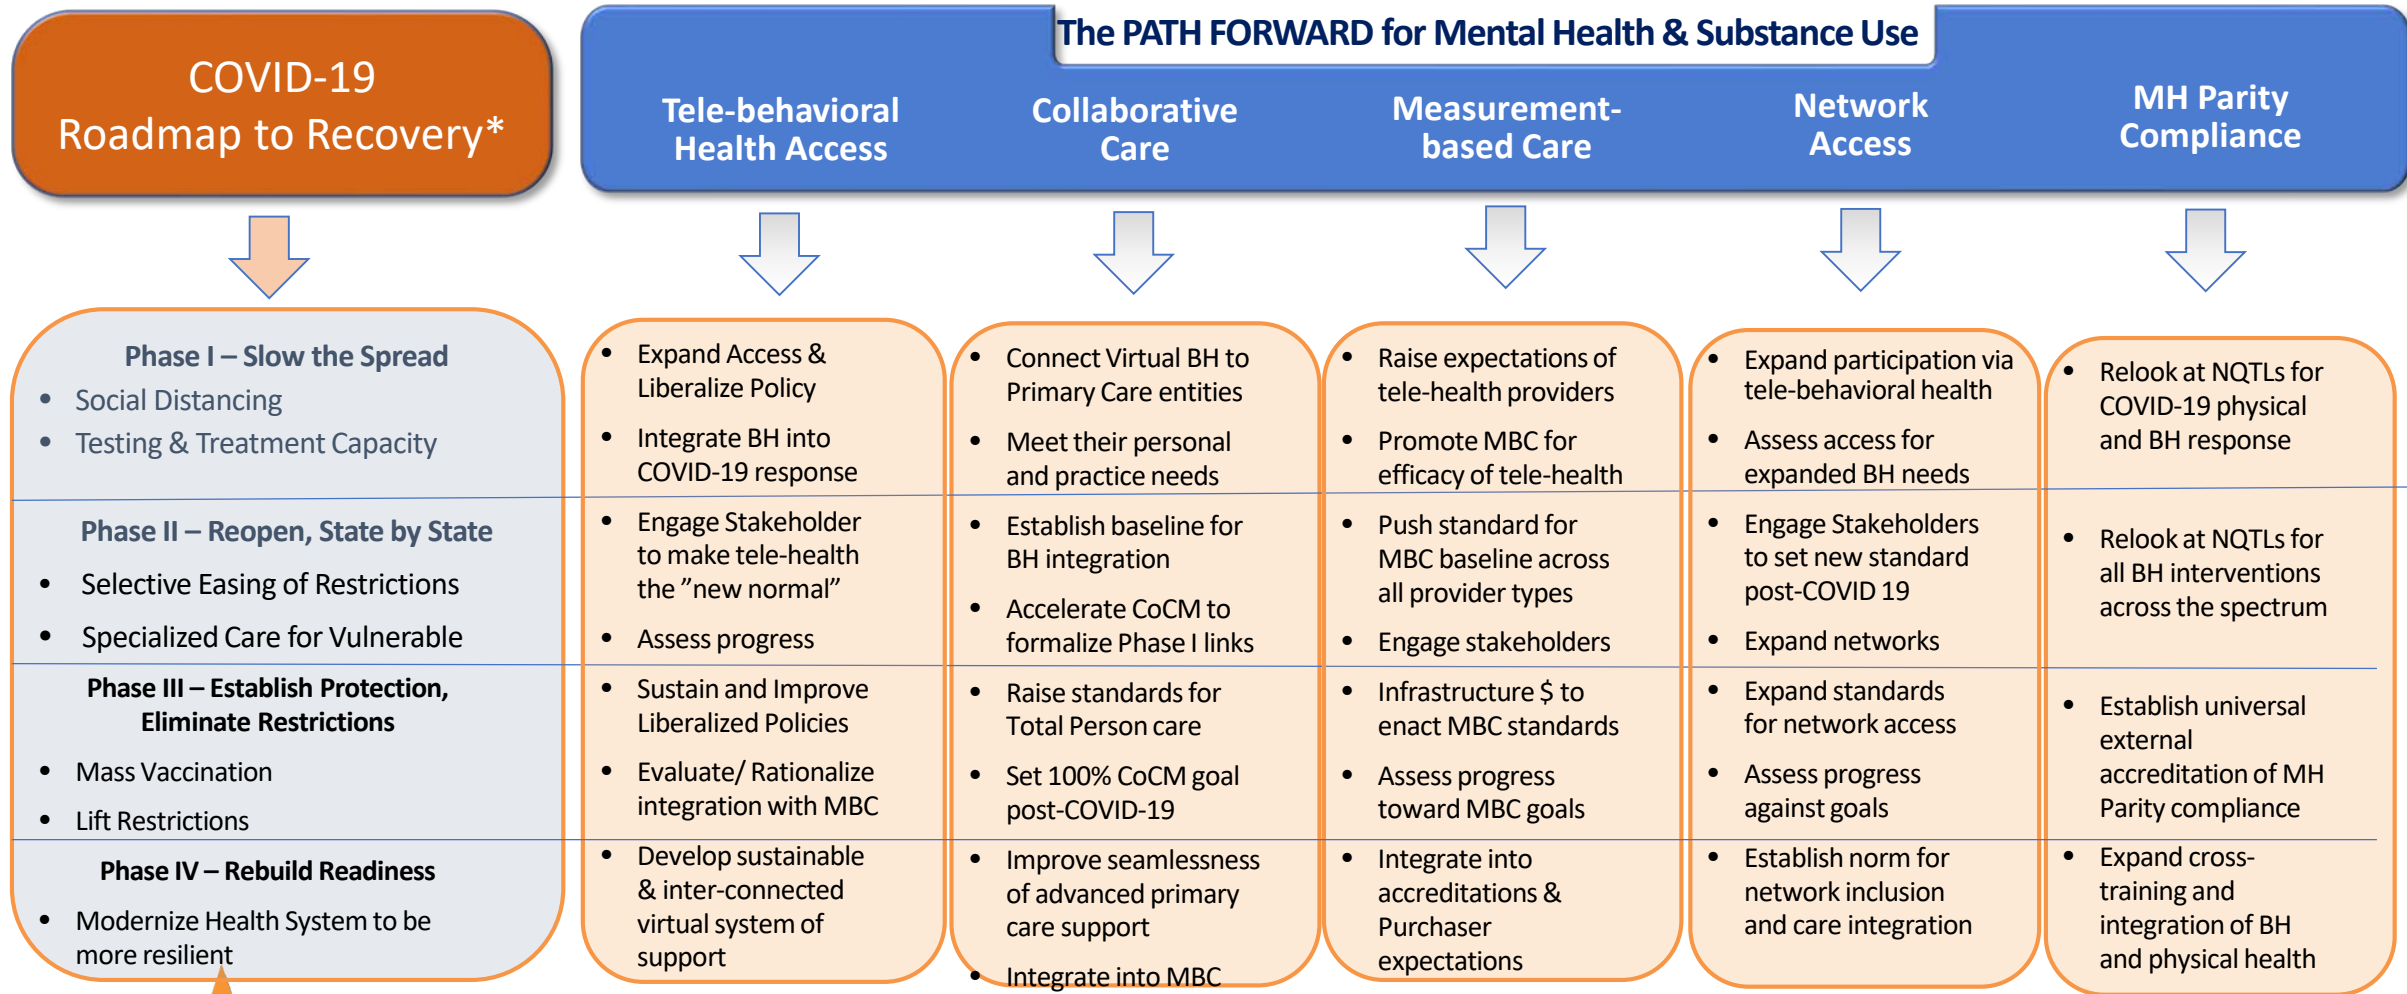 COVID-19
Roadmap to Recovery*
The PATH FORWARD for Mental Health & Substance Use
Tele-behavioral
Health Access
Collaborative
Care
Measurement-
based Care
Network
Access
MH Parity
Compliance
Phase I – Slow the Spread
• Social Distancing
• Testing & Treatment Capacity
• Expand Access &
Liberalize Policy
• Integrate BH into
COVID-19 response
• Connect Virtual BH to
Primary Care entities
• Meet their personal
and practice needs
• Raise expectations of
tele-health providers
• Promote MBC for
efficacy of tele-health
• Expand participation via
tele-behavioral health
• Assess access for
expanded BH needs
• Relook at NQTLs for
COVID-19 physical
and BH response
Phase II – Reopen, State by State
• Selective Easing of Restrictions
• Specialized Care for Vulnerable
• Engage Stakeholder
to make tele-health
the ”new normal”
• Assess progress
• Establish baseline for
BH integration
• Accelerate CoCM to
formalize Phase I links
• Push standard for
MBC baseline across
all provider types
• Engage stakeholders
• Engage Stakeholders
to set new standard
post-COVID 19
• Expand networks
• Relook at NQTLs for
all BH interventions
across the spectrum
Phase III – Establish Protection,
Eliminate Restrictions
• Mass Vaccination
• Lift Restrictions
• Sustain and Improve
Liberalized Policies
• Evaluate/ Rationalize
integration with MBC
• Raise standards for
Total Person care
• Set 100% CoCM goal
post-COVID-19
• Infrastructure $ to
enact MBC standards
• Assess progress
toward MBC goals
• Expand standards
for network access
• Assess progress
against goals
• Establish universal
external
accreditation of MH
Parity compliance
Phase IV – Rebuild Readiness
• Modernize Health System to be
more resilient
• Develop sustainable
& inter-connected
virtual system of
support
• Improve seamlessness
of advanced primary
care support
• Integrate into MBC
• Integrate into
accreditations &
Purchaser
expectations
• Establish norm for
network inclusion
and care integration
• Expand cross-
training and
integration of BH
and physical health